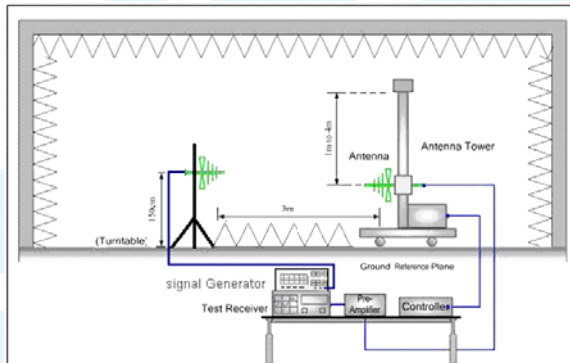 1m to 4m
Antenna
Antenna Tower
150cm
3m
(Turntable)
Ground Reference Plane
signal Generator
Test Receiver
Pre-
Amplifier
Controller